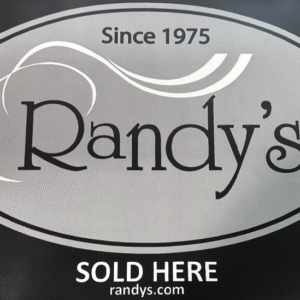 Since 1975
Randy's
SOLD HERE
randys.com